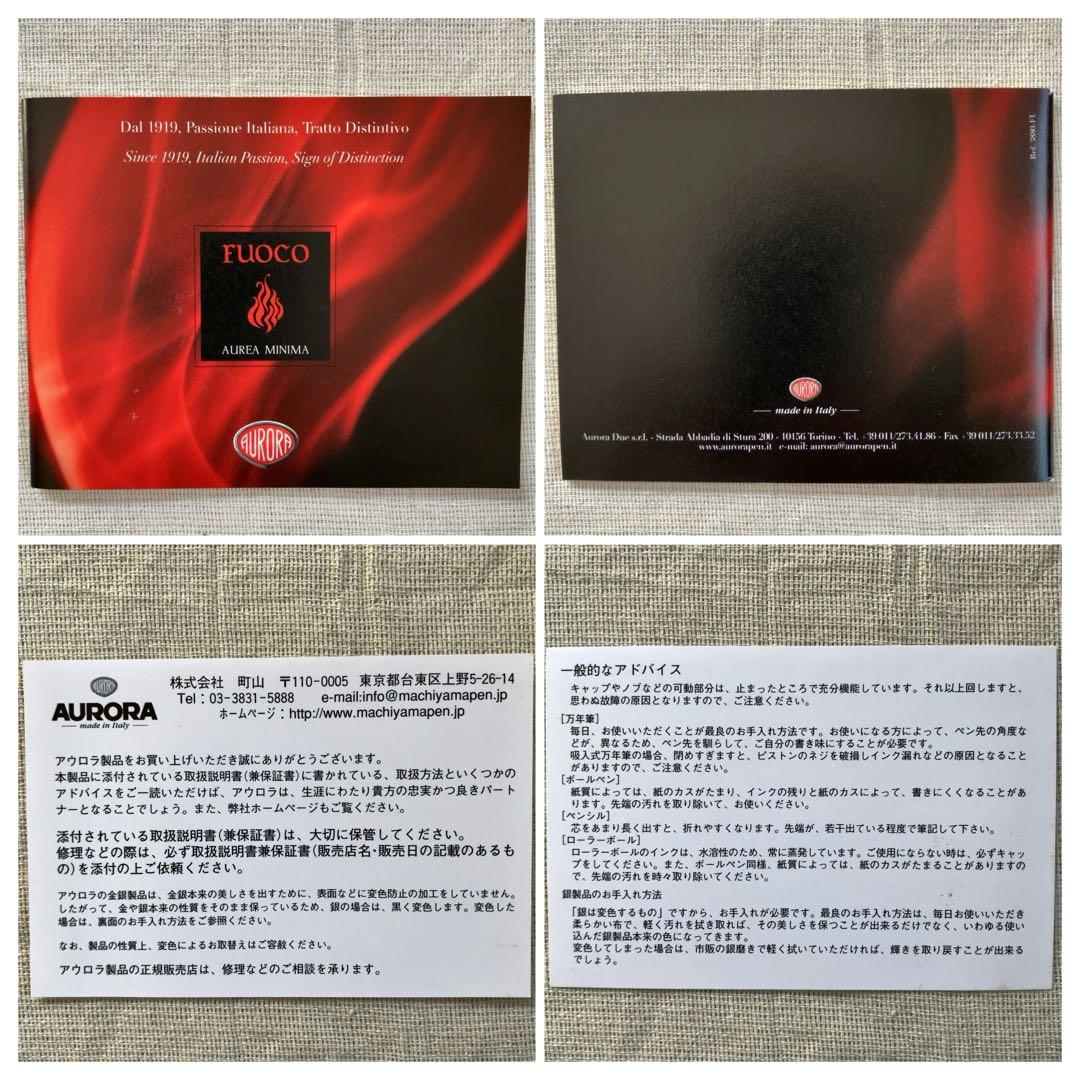 Dal 1919, Passione Italiana, Tratto Distintivo
Since 1919, Italian Passion, Sign of Distinction
FUOCO
AUREA MINIMA
AURORA
Ref. 3880-FI
AURORA
made in Italy
Aurora Due s.r.l. - Strada Abbadia di Stura 200 - 10156 Torino - Tel. +39 011/273.41.86 - Fax +39 011/273.33.52
www.aurorapen.it e-mail: aurora@aurorapen.it
AURORA
AURORA
made in Italy
株式会社 町山 〒110-0005 東京都台東区上野5-26-14
Tel:03-3831-5888 e-mail:info@machiyamapen.jp
ホームページ:http://www.machiyamapen.jp
アウロラ製品をお買い上げいただき誠にありがとうございます。
本製品に添付されている取扱説明書(兼保証書)に書かれている、取扱方法といくつかの
アドバイスをご一読いただけば、アウロラは、生涯にわたり貴方の忠実かつ良きパート
ナーとなることでしょう。また、弊社ホームページもご覧ください。
添付されている取扱説明書(兼保証書)は、大切に保管してください。
修理などの際は、必ず取扱説明書兼保証書(販売店名・販売日の記載のあるも
の)を添付の上ご依頼ください。
アウロラの金銀製品は、金銀本来の美しさを出すために、表面などに変色防止の加工をしていません。
したがって、金や銀本来の性質をそのまま保っているため、銀の場合は、黒く変色します。変色した
場合は、裏面のお手入れ方法をご参照ください。
なお、製品の性質上、変色によるお取替えはご容赦ください。
アウロラ製品の正規販売店は、修理などのご相談を承ります。
一般的なアドバイス
キャップやノブなどの可動部分は、止まったところで充分機能しています。それ以上回しますと、
思わぬ故障の原因となりますので、ご注意ください。
[万年筆]
毎日、お使いいただくことが最良のお手入れ方法です。お使いになる方によって、ペン先の角度な
どが、異なるため、ペン先を馴らして、ご自分の書き味にすることが必要です。
吸入式万年筆の場合、閉めすぎますと、ピストンのネジを破損しインク漏れなどの原因となること
がありますので、ご注意ください。
[ボールペン]
紙質によっては、紙のカスがたまり、インクの残りと紙のカスによって、書きにくくなることがあ
ります。先端の汚れを取り除いて、お使いください。
[ペンシル]
芯をあまり長く出すと、折れやすくなります。先端が、若干出ている程度で筆記して下さい。
[ローラーボール]
ローラーボールのインクは、水溶性のため、常に蒸発しています。ご使用にならない時は、必ずキャッ
プをしてください。また、ボールペン同様、紙質によっては、紙のカスがたまることがありますの
で、先端の汚れを時々取り除いてください。
銀製品のお手入れ方法
「銀は変色するもの」ですから、お手入れが必要です。最良のお手入れ方法は、毎日お使いいただき
柔らかい布で、軽く汚れを拭き取れば、その美しさを保つことが出来るだけでなく、いわゆる使い
込んだ銀製品本来の色になってきます。
変色してしまった場合は、市販の銀磨きで軽く拭いていただければ、輝きを取り戻すことが出来る
でしょう。